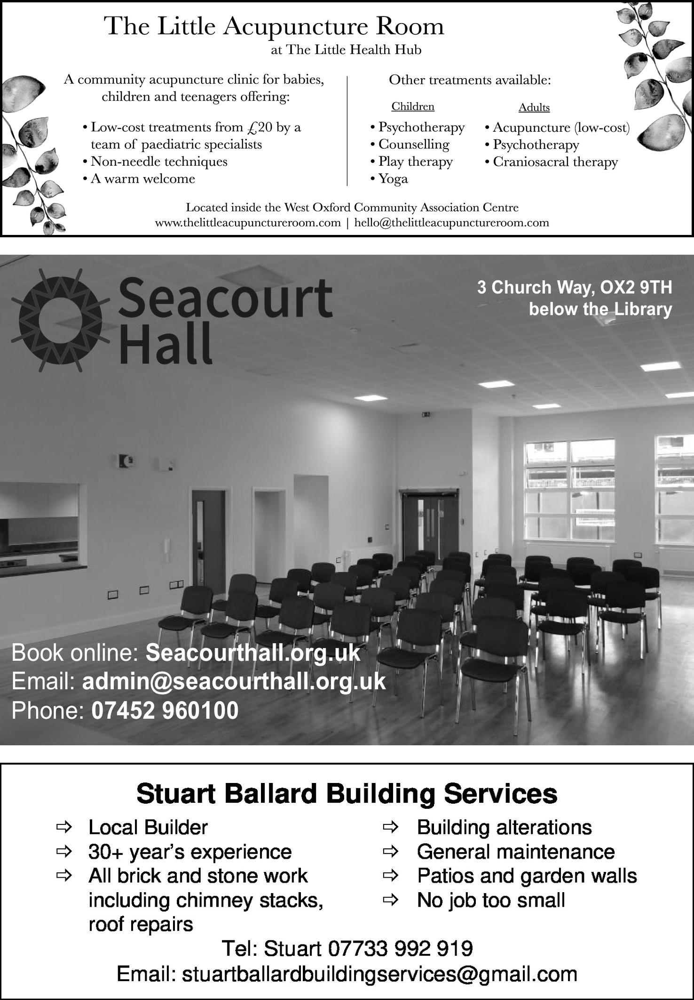 The Little Acupuncture Room
at The Little Health Hub
A community acupuncture clinic for babies,
children and teenagers offering:
• Low-cost treatments from £20 by a
team of paediatric specialists
• Non-needle techniques
• A warm welcome
Other treatments available:
Children
• Psychotherapy
• Counselling
• Play therapy
• Yoga
Adults
• Acupuncture (low-cost)
• Psychotherapy
• Craniosacral therapy
Located inside the West Oxford Community Association Centre
www.thelittleacupunctureroom.com | hello@thelittleacupunctureroom.com
Seacourt
Hall
3 Church Way, OX2 9TH
below the Library
Book online: Seacourthall.org.uk
Email: admin@seacourthall.org.uk
Phone: 07452 960100
Stuart Ballard Building Services
⇨ Local Builder
⇨ 30+ year’s experience
⇨ All brick and stone work
including chimney stacks,
roof repairs
⇨ Building alterations
⇨ General maintenance
⇨ Patios and garden walls
⇨ No job too small
Tel: Stuart 07733 992 919
Email: stuartballardbuildingservices@gmail.com